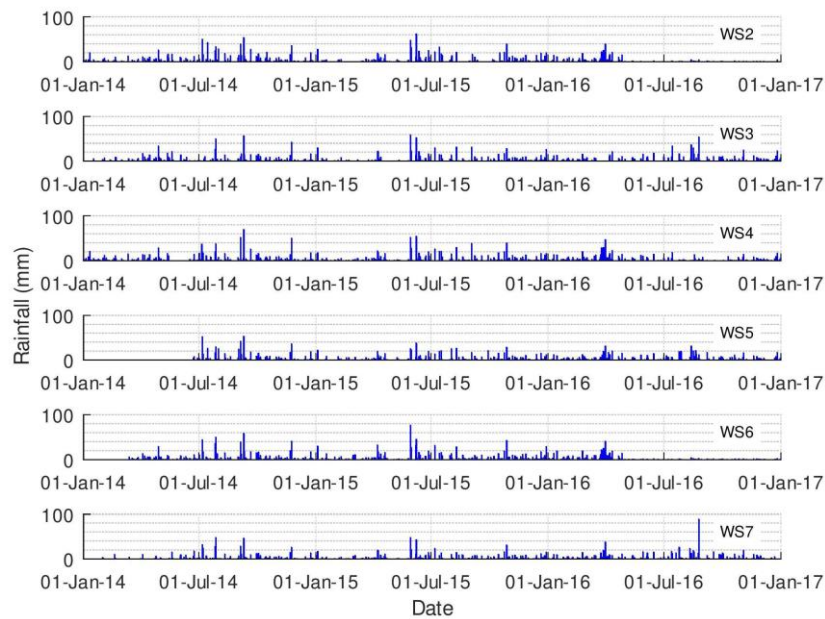 100
WS2
0
01-Jan-14 01-Jul-14 01-Jan-15 01-Jul-15 01-Jan-16 01-Jul-16 01-Jan-17
100
WS3
0
01-Jan-14 01-Jul-14 01-Jan-15 01-Jul-15 01-Jan-16 01-Jul-16 01-Jan-17
100
WS4
0
01-Jan-14 01-Jul-14 01-Jan-15 01-Jul-15 01-Jan-16 01-Jul-16 01-Jan-17
Rainfall (mm)
100
WS5
0
01-Jan-14 01-Jul-14 01-Jan-15 01-Jul-15 01-Jan-16 01-Jul-16 01-Jan-17
100
WS6
0
01-Jan-14 01-Jul-14 01-Jan-15 01-Jul-15 01-Jan-16 01-Jul-16 01-Jan-17
100
WS7
0
01-Jan-14 01-Jul-14 01-Jan-15 01-Jul-15 01-Jan-16 01-Jul-16 01-Jan-17
Date